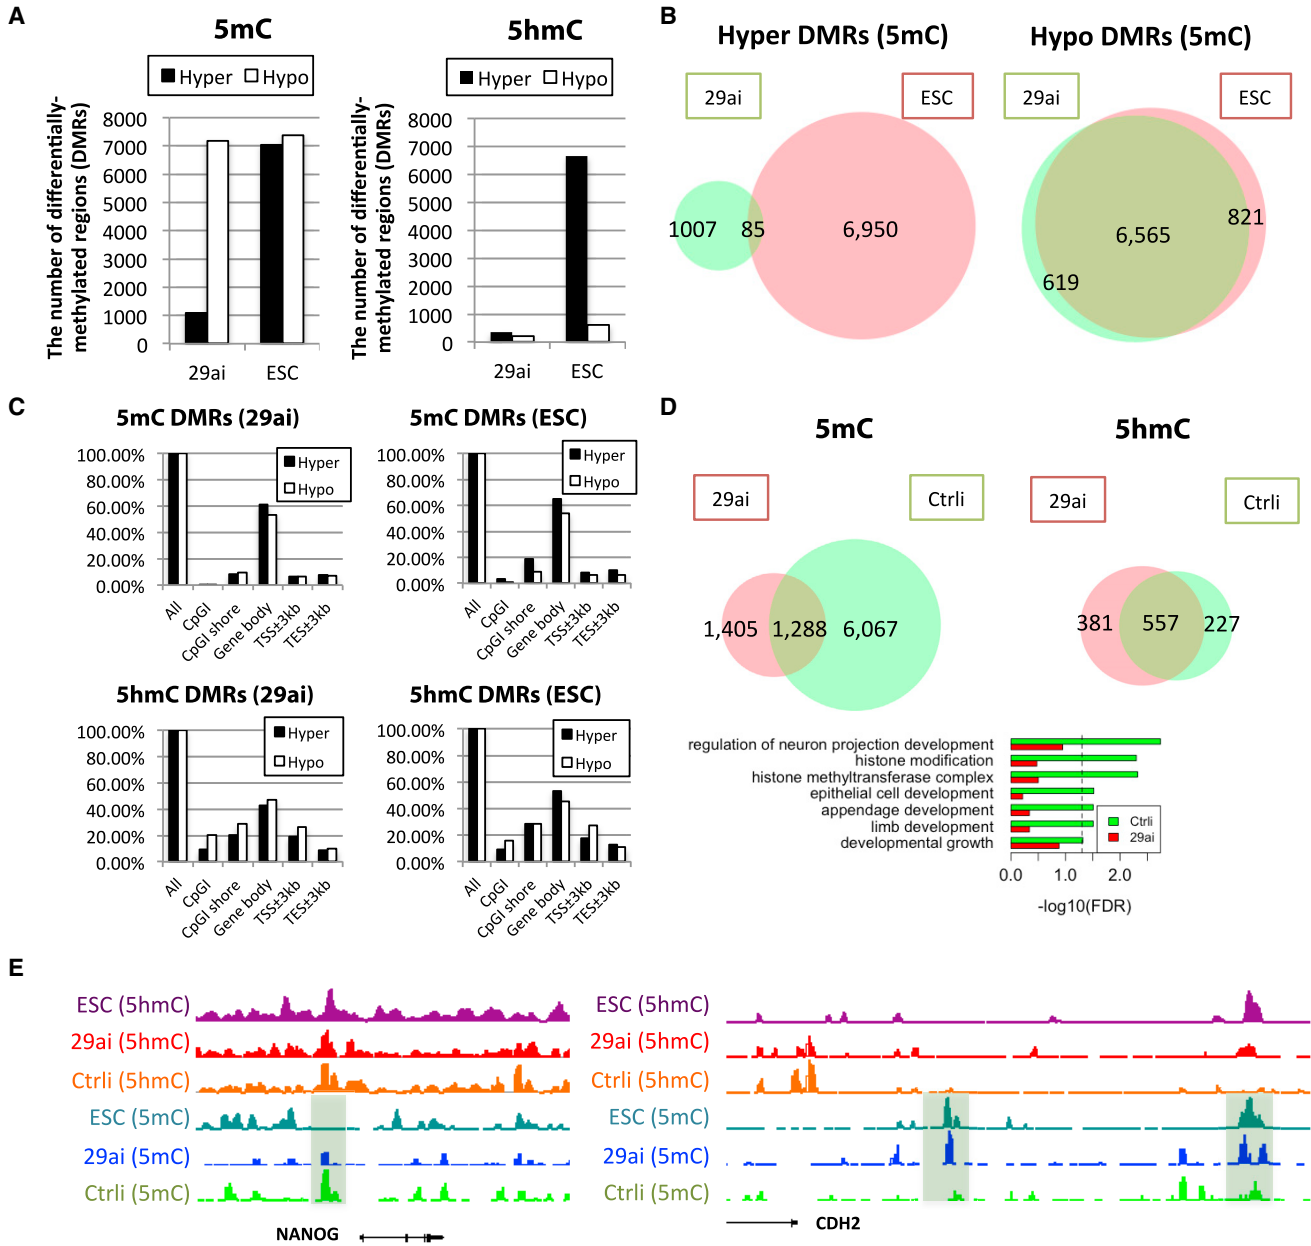 A
5mC
Hyper Hypo
The number of differentially-
methylated regions (DMRs)
8000
7000
6000
5000
4000
3000
2000
1000
0
29ai ESC
5hmC
Hyper Hypo
The number of differentially-
methylated regions (DMRs)
8000
7000
6000
5000
4000
3000
2000
1000
0
29ai ESC
B
Hyper DMRs (5mC)
29ai ESC
1007 85 6,950
Hypo DMRs (5mC)
29ai ESC
6,565 821
619
C
5mC DMRs (29ai)
Hyper
Hypo
100.00%
80.00%
60.00%
40.00%
20.00%
0.00%
All CpGI CpGI shore Gene body TSS±3kb TES±3kb
5mC DMRs (ESC)
Hyper
Hypo
100.00%
80.00%
60.00%
40.00%
20.00%
0.00%
All CpGI CpGI shore Gene body TSS±3kb TES±3kb
5hmC DMRs (29ai)
Hyper
Hypo
100.00%
80.00%
60.00%
40.00%
20.00%
0.00%
All CpGI CpGI shore Gene body TSS±3kb TES±3kb
5hmC DMRs (ESC)
Hyper
Hypo
100.00%
80.00%
60.00%
40.00%
20.00%
0.00%
All CpGI CpGI shore Gene body TSS±3kb TES±3kb
D
5mC
29ai Ctrli
1,405 1,288 6,067
5hmC
29ai Ctrli
381 557 227
regulation of neuron projection development
histone modification
histone methyltransferase complex
epithelial cell development
appendage development
limb development
developmental growth
Ctrli
29ai
0.0 1.0 2.0
-log10(FDR)
E
ESC (5hmC)
29ai (5hmC)
Ctrli (5hmC)
ESC (5mC)
29ai (5mC)
Ctrli (5mC)
NANOG
ESC (5hmC)
29ai (5hmC)
Ctrli (5hmC)
ESC (5mC)
29ai (5mC)
Ctrli (5mC)
CDH2